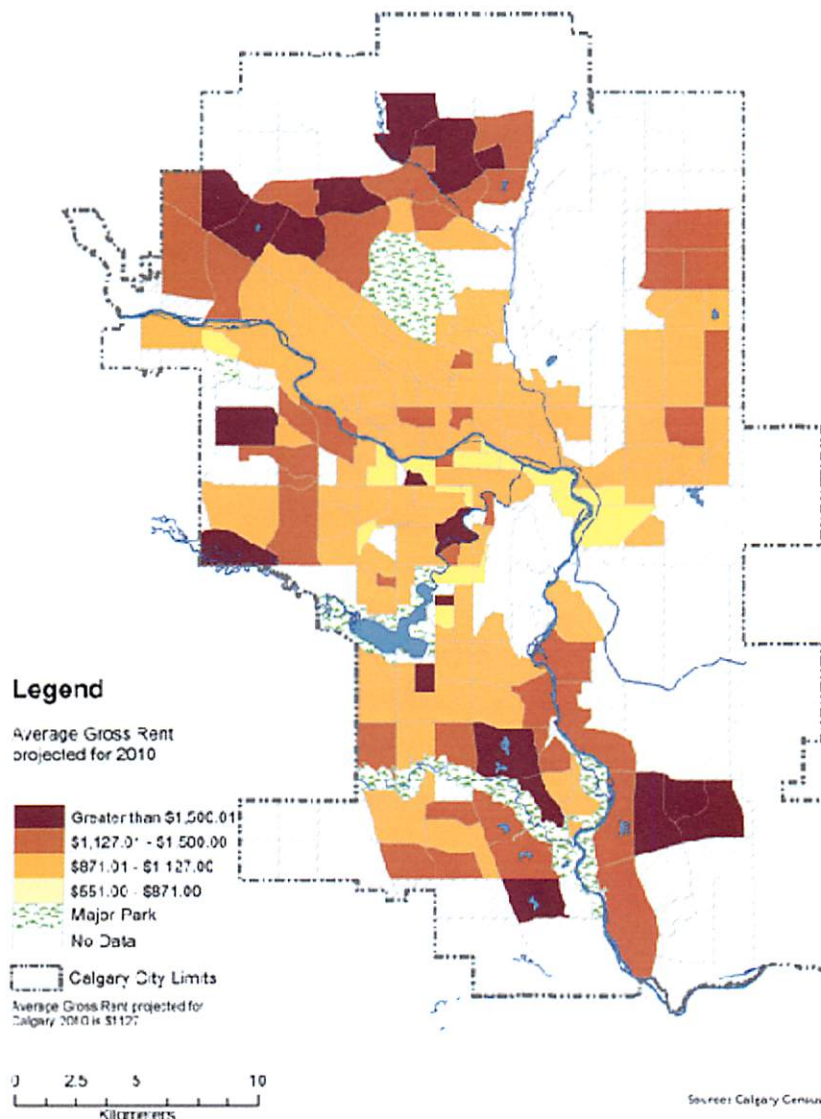 Legend
Average Gross Rent
projected for 2010
Greater than $1,500.01
$1,127.01 - $1,500.00
$871.01 - $1,127.00
$551.00 - $871.00
Major Park
No Data
Calgary City Limits
Average Gross Rent projected for
Calgary 2010 is $1127
0 2.5 5 10
Kilometers
Source: Calgary Census